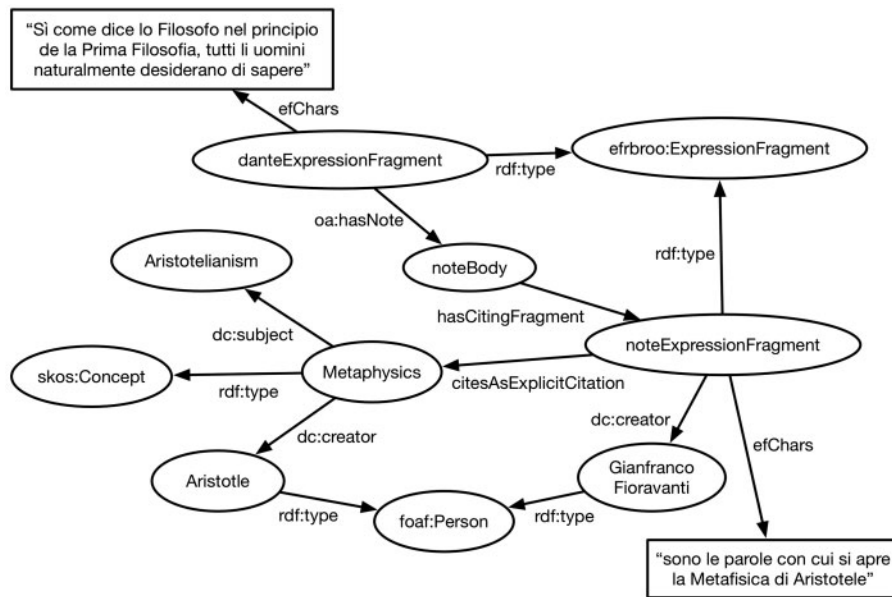 “Sì come dice lo Filosofo nel principio
de la Prima Filosofia, tutti li uomini
naturalmente desiderano di sapere”
efChars
danteExpressionFragment
rdf:type
efrbroo:ExpressionFragment
oa:hasNote
Aristotelianism
noteBody
rdf:type
hasCitingFragment
dc:subject
noteExpressionFragment
skos:Concept
rdf:type
Metaphysics
citesAsExplicitCitation
dc:creator
dc:creator
efChars
Aristotle
Gianfranco
Fioravanti
rdf:type
foaf:Person
rdf:type
“sono le parole con cui si apre
la Metafisica di Aristotele”